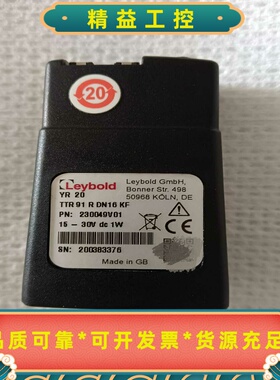 精益工控
20
Leybold
Leybold GmbH,
Bonner Str. 498
50968 KÖLN, DE
YR 20
TTR 91 R DN16 KF
PN: 230049V01
15 – 30V dc 1W
SN: 200383376
Made in GB
品质可靠*可开票*货源充足